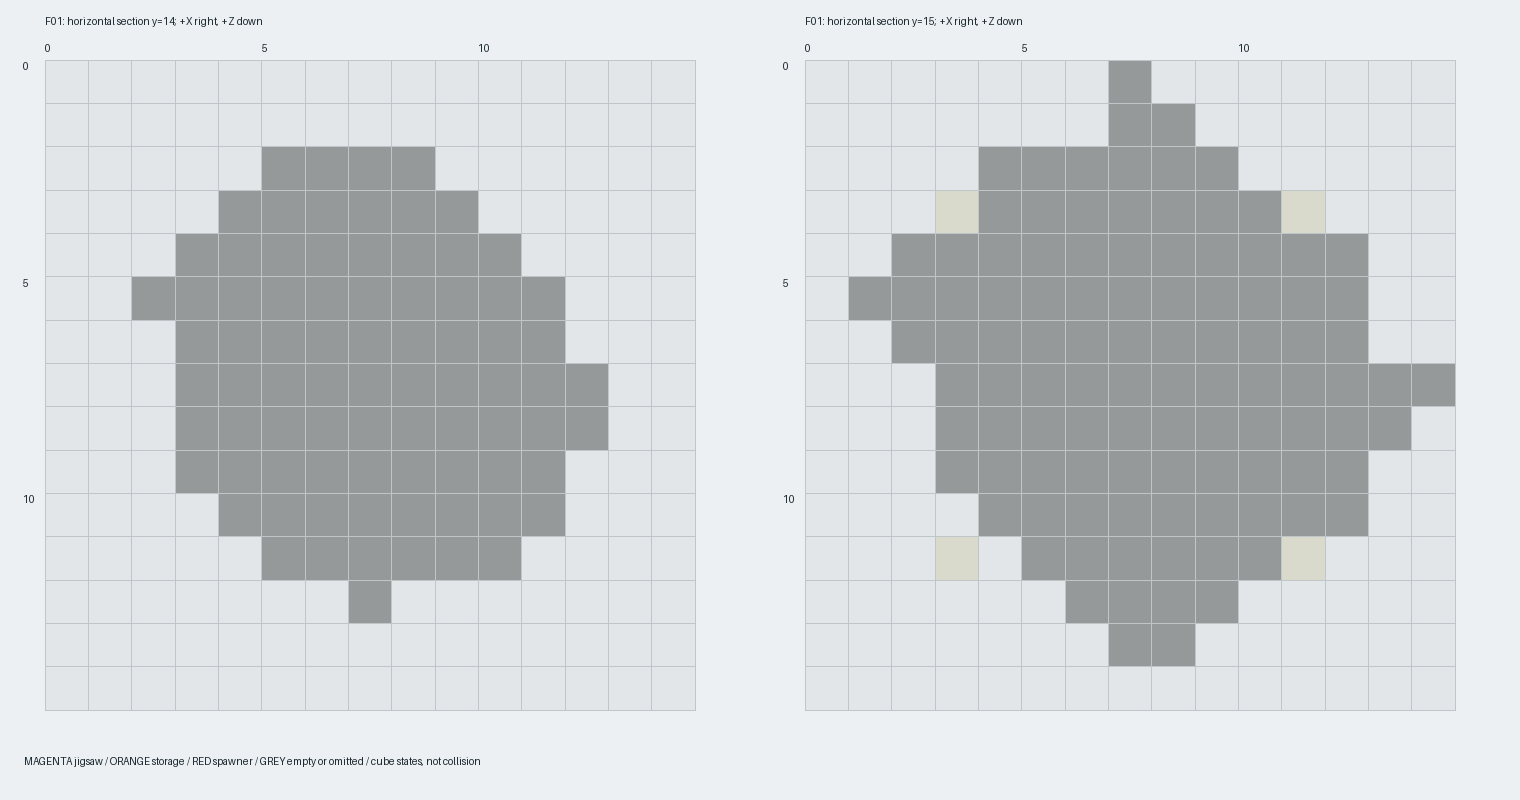 F01: horizontal section y=14; +X right, +Z down
F01: horizontal section y=15; +X right, +Z down
0 5 10
0 5 10
0
0
5
5
10
10
MAGENTA jigsaw / ORANGE storage / RED spawner / GREY empty or omitted / cube states, not collision